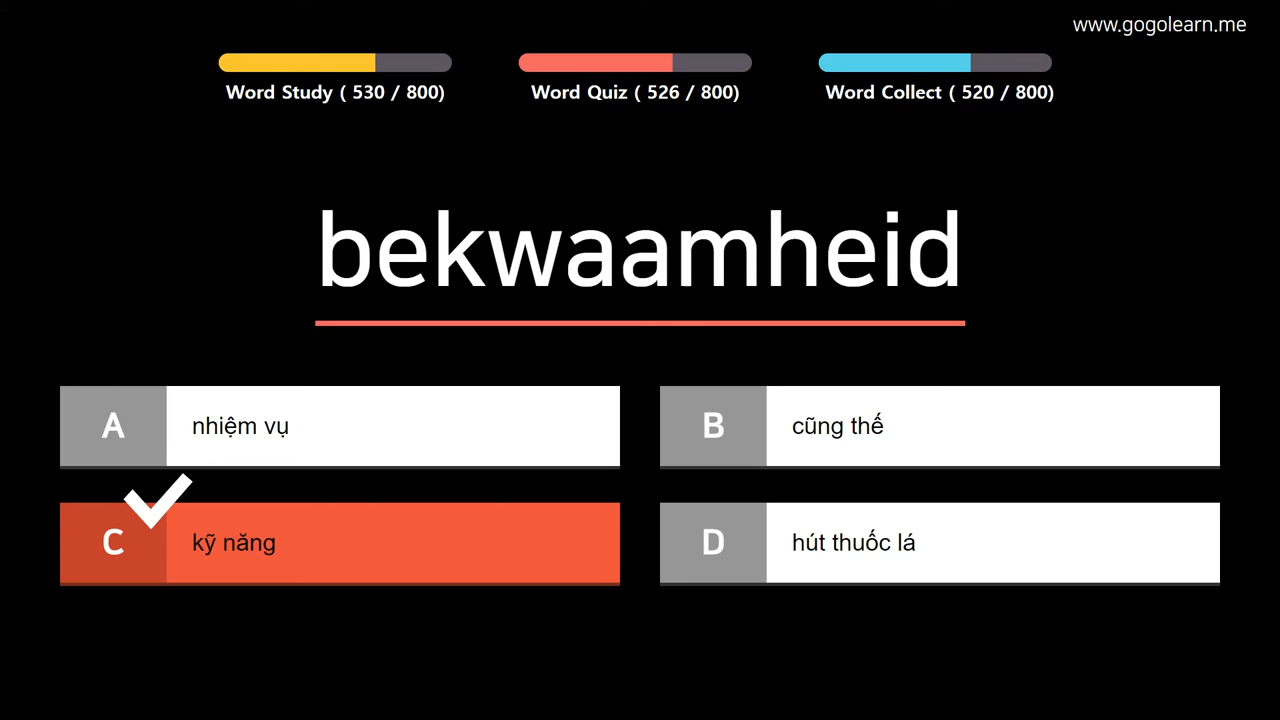 www.gogolearn.me
Word Study ( 530 / 800)
Word Quiz ( 526 / 800)
Word Collect ( 520 / 800)
bekwaamheid
A
nhiệm vụ
B
cũng thế
C
kỹ năng
D
hút thuốc lá